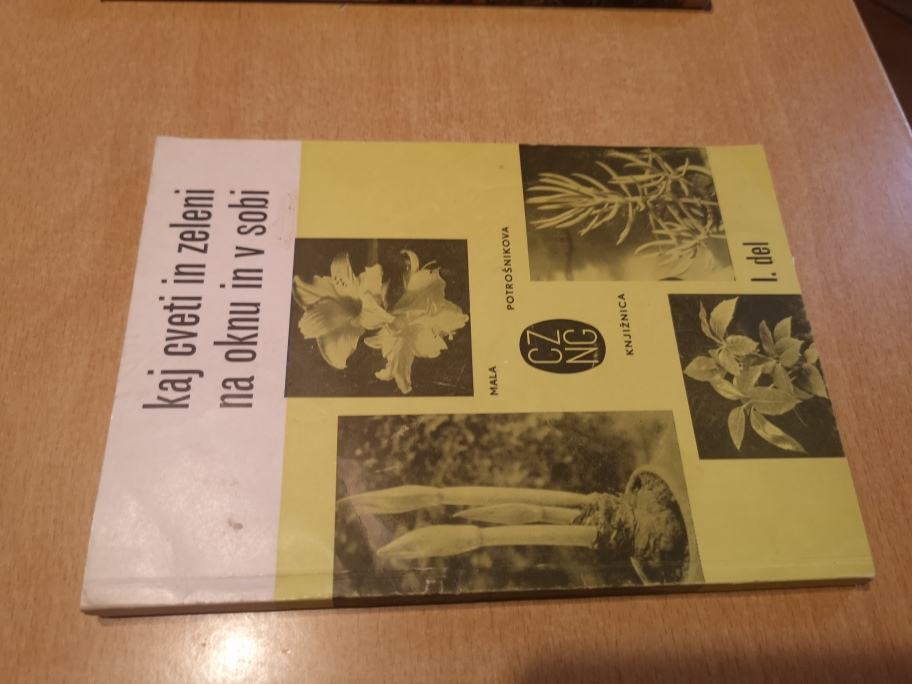 kaj cveti in zeleni
na oknu in v sobi
MALA
POTROŠNIKOVA
CZ
NG
KNJIŽNICA
I. del